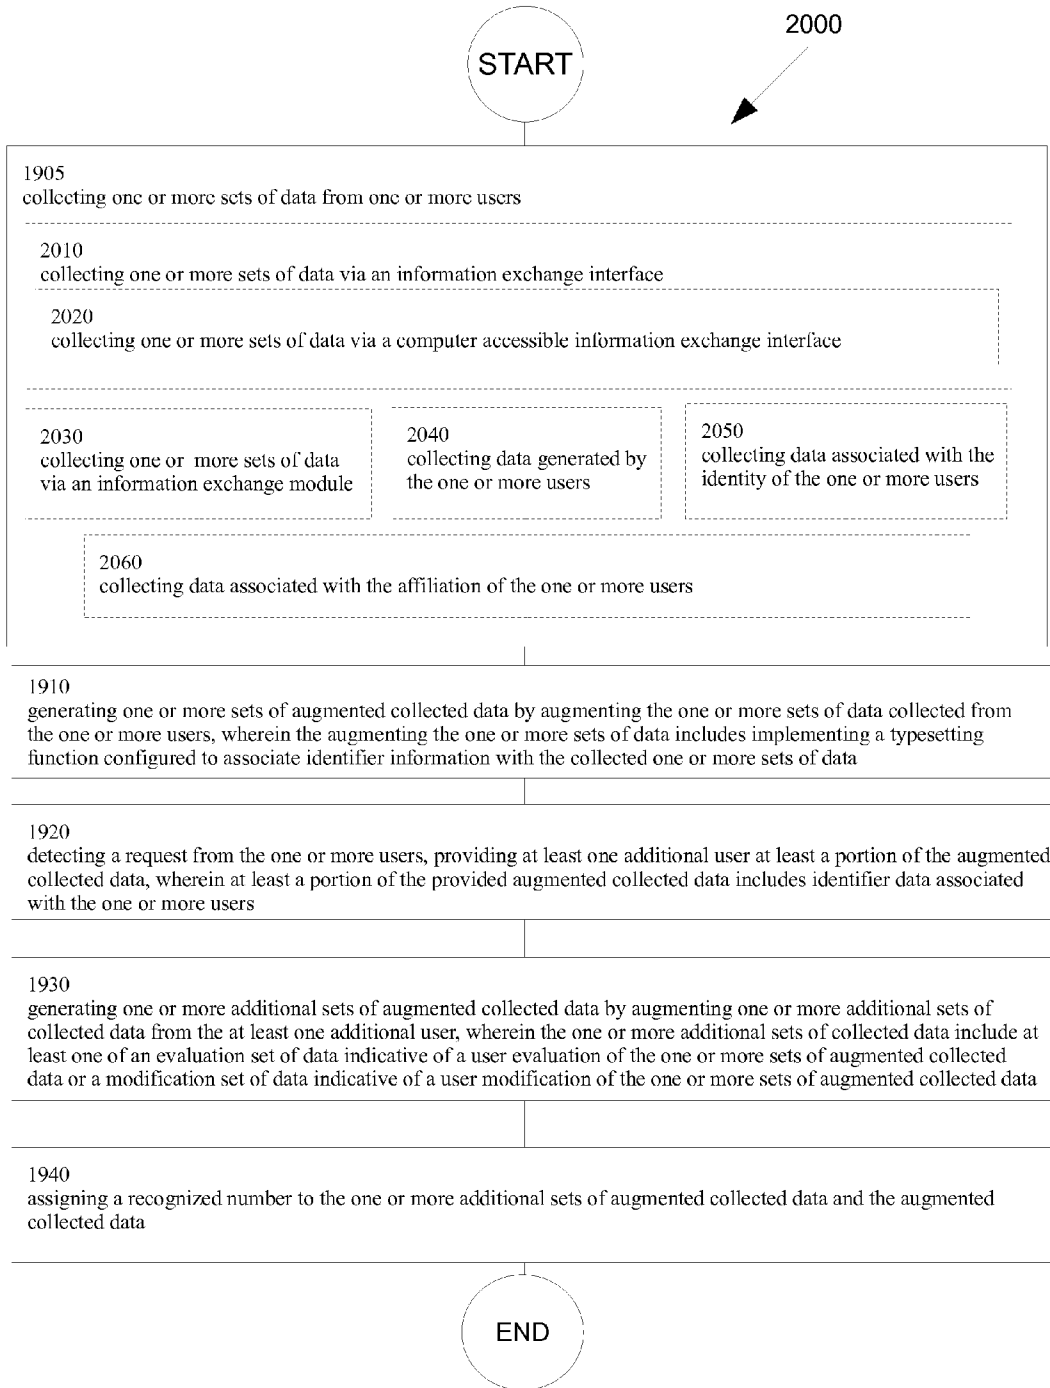 START
2000
1905
collecting one or more sets of data from one or more users
2010
collecting one or more sets of data via an information exchange interface
2020
collecting one or more sets of data via a computer accessible information exchange interface
2030
collecting one or more sets of data
via an information exchange module
2040
collecting data generated by
the one or more users
2050
collecting data associated with the
identity of the one or more users
2060
collecting data associated with the affiliation of the one or more users
1910
generating one or more sets of augmented collected data by augmenting the one or more sets of data collected from
the one or more users, wherein the augmenting the one or more sets of data includes implementing a typesetting
function configured to associate identifier information with the collected one or more sets of data
1920
detecting a request from the one or more users, providing at least one additional user at least a portion of the augmented
collected data, wherein at least a portion of the provided augmented collected data includes identifier data associated
with the one or more users
1930
generating one or more additional sets of augmented collected data by augmenting one or more additional sets of
collected data from the at least one additional user, wherein the one or more additional sets of collected data include at
least one of an evaluation set of data indicative of a user evaluation of the one or more sets of augmented collected
data or a modification set of data indicative of a user modification of the one or more sets of augmented collected data
1940
assigning a recognized number to the one or more additional sets of augmented collected data and the augmented
collected data
END